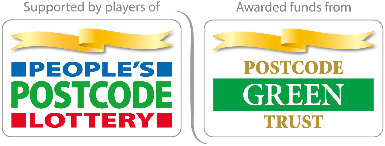 Supported by players of
PEOPLE'S
POSTCODE
LOTTERY
Awarded funds from
POSTCODE
GREEN
TRUST